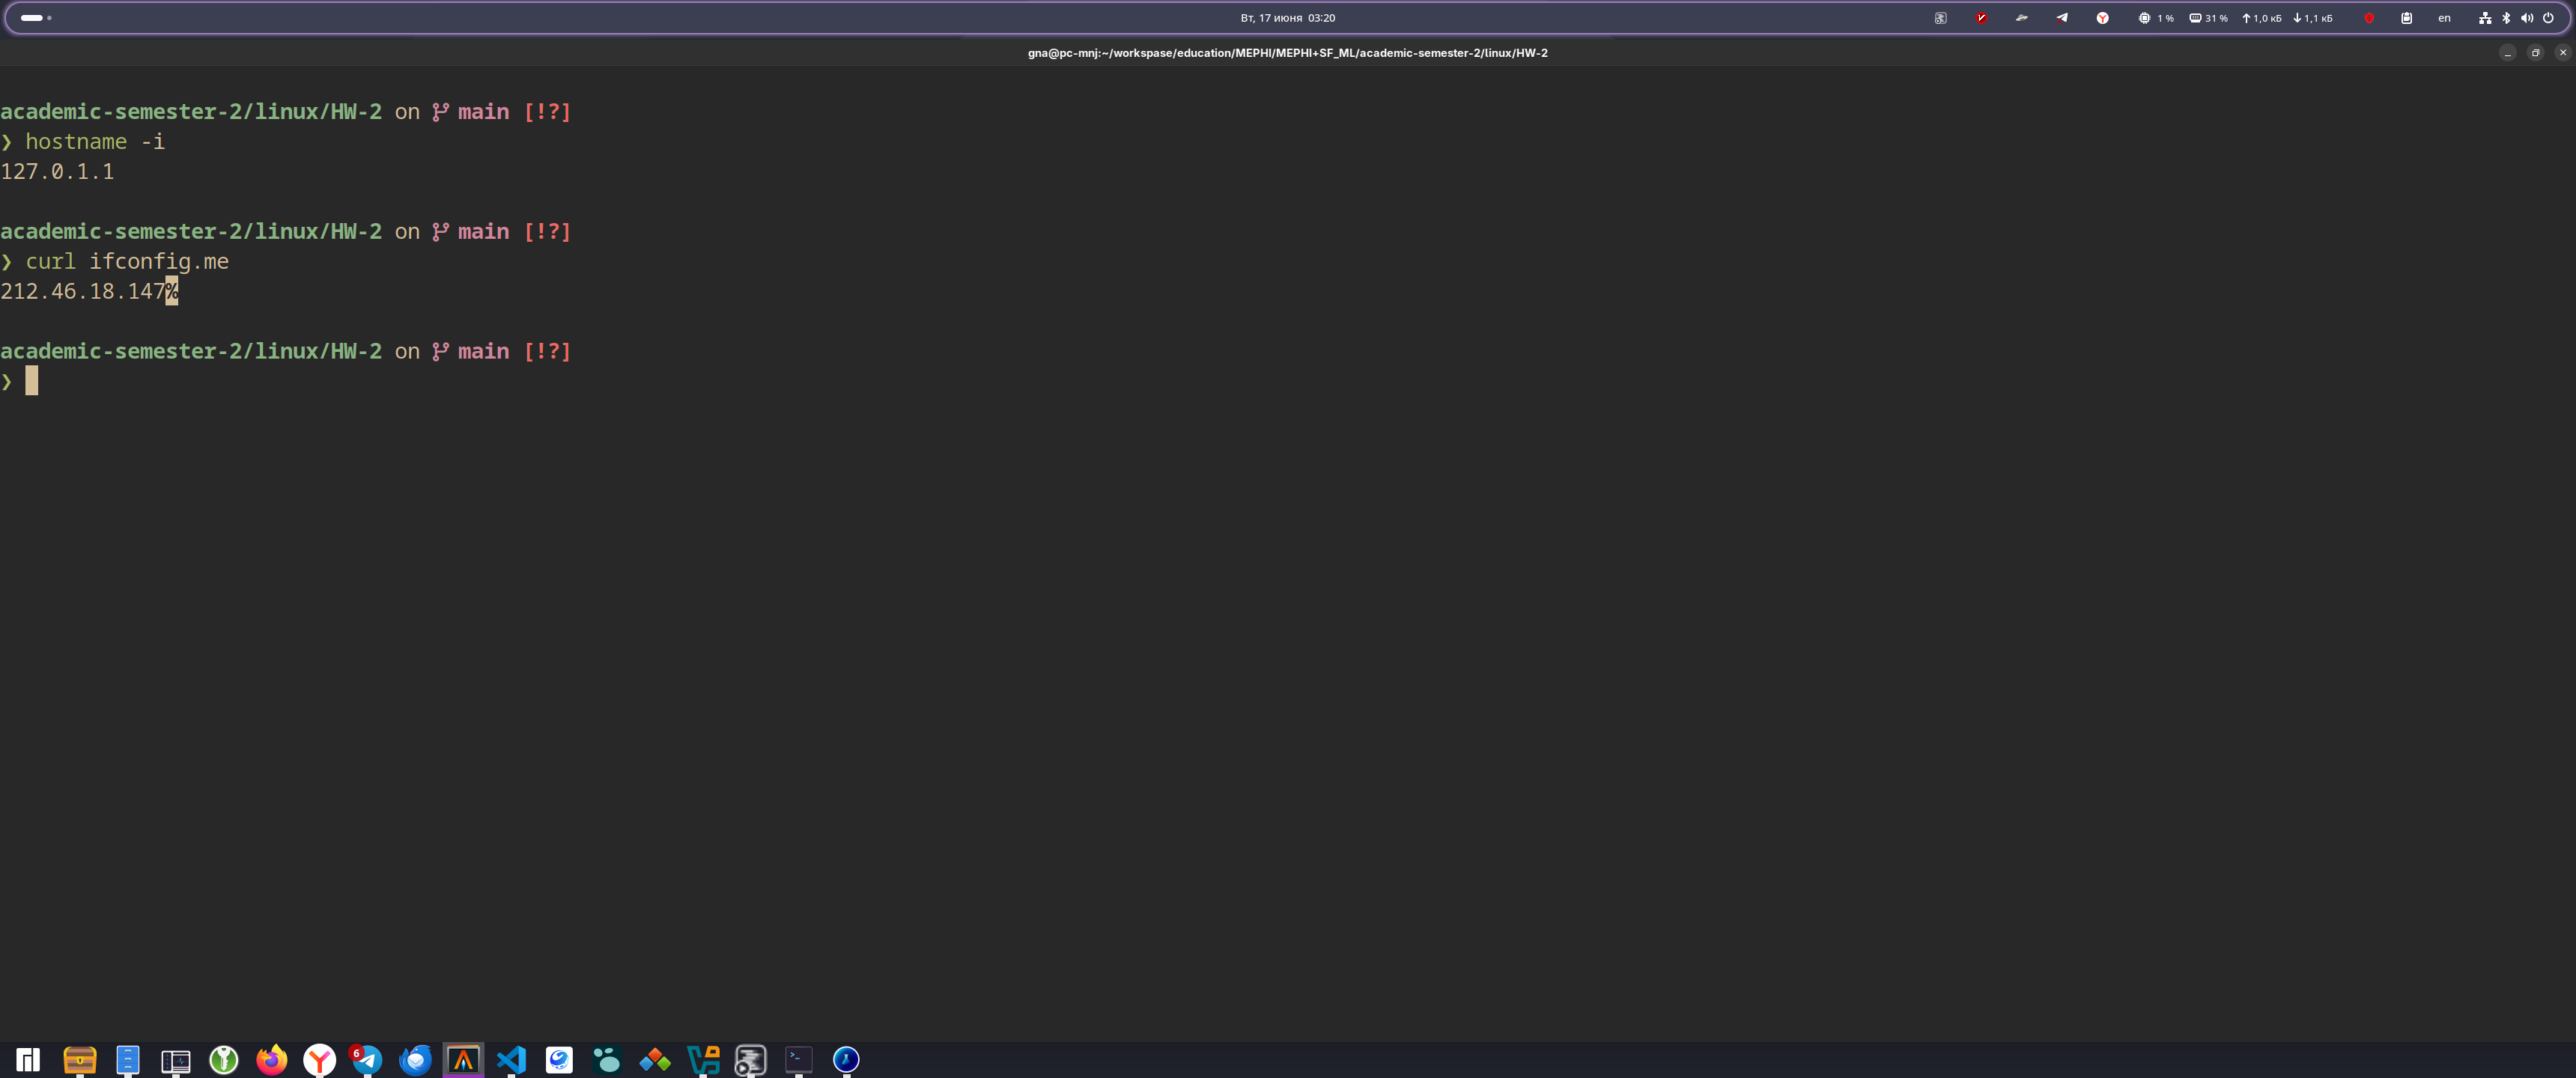 Вт, 17 июня 03:20
1 % 31 % 1,0 кБ 1,1 кБ en
gna@pc-mnj:~/workspase/education/MEPHI/MEPHI+SF_ML/academic-semester-2/linux/HW-2
academic-semester-2/linux/HW-2 on main [!?]
❯ hostname -i
127.0.1.1
academic-semester-2/linux/HW-2 on main [!?]
❯ curl ifconfig.me
212.46.18.147%
academic-semester-2/linux/HW-2 on main [!?]
❯
6